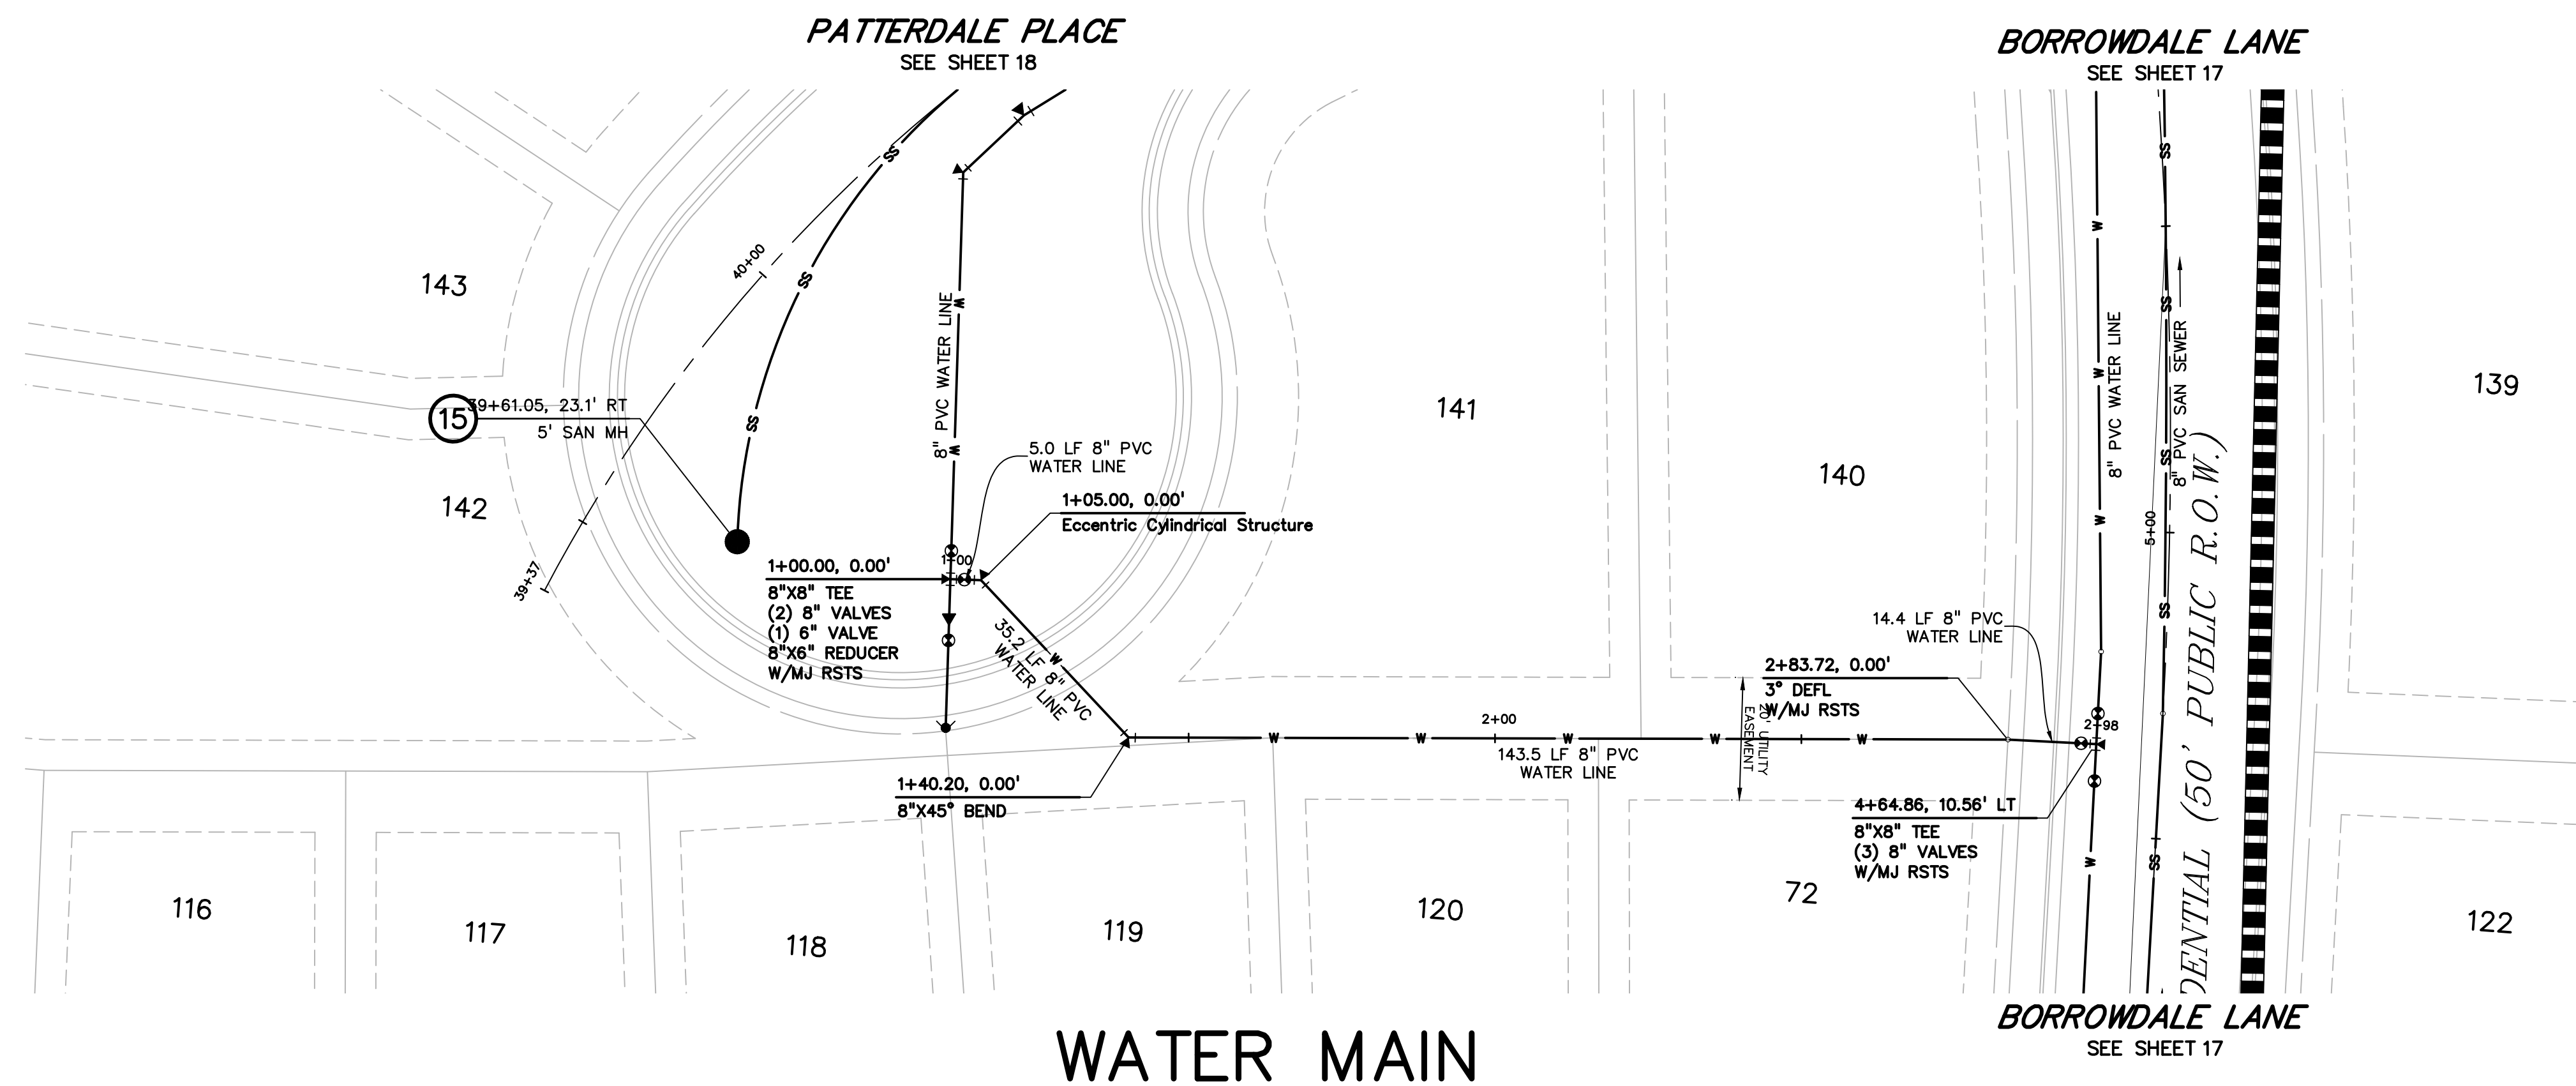 PATTERDALE PLACE
SEE SHEET 18
BORROWDALE LANE
SEE SHEET 17
143
40+00
SS
SS
SS
15
39+61.05, 23.1' RT
5' SAN MH
142
39+37
8" PVC WATER LINE
W
W
5.0 LF 8" PVC
WATER LINE
1+05.00, 0.00'
Eccentric Cylindrical Structure
1+00
1+00.00, 0.00'
8"X8" TEE
(2) 8" VALVES
(1) 6" VALVE
8"X6" REDUCER
W/MJ RSTS
35.2 LF 8" PVC
WATER LINE
W
141
140
139
W
W
W
W
8" PVC WATER LINE
SS
SS
SS
SS
SS
8" PVC SAN SEWER
5+00
DENTIAL (50' PUBLIC R.O.W.)
14.4 LF 8" PVC
WATER LINE
2+83.72, 0.00'
3° DEFL
W/MJ RSTS
20' UTILITY
EASEMENT
2+00
2+98
W
W
W
W
W
143.5 LF 8" PVC
WATER LINE
1+40.20, 0.00'
8"X45° BEND
4+64.86, 10.56' LT
8"X8" TEE
(3) 8" VALVES
W/MJ RSTS
116
117
118
119
120
72
122
BORROWDALE LANE
SEE SHEET 17
WATER MAIN